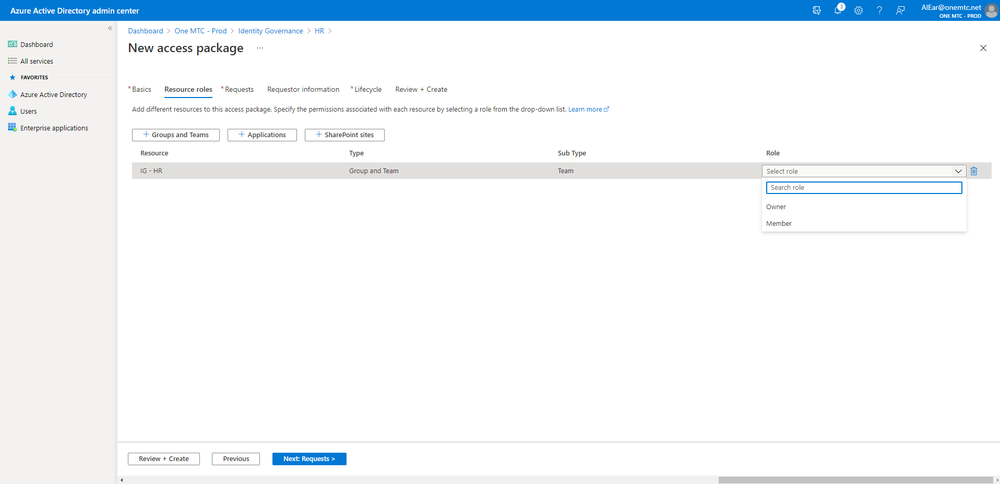 Azure Active Directory admin center
3
AlEar@onemtc.net
ONE MTC - PROD
«
Dashboard
All services
FAVORITES
Azure Active Directory
Users
Enterprise applications
Dashboard > One MTC - Prod > Identity Governance > HR >
New access package ...
* Basics Resource roles * Requests Requestor information * Lifecycle Review + Create
Add different resources to this access package. Specify the permissions associated with each resource by selecting a role from the drop-down list. Learn more
+ Groups and Teams + Applications + SharePoint sites
Resource Type Sub Type Role
IG - HR Group and Team Team Select role
Search role
Owner
Member
Review + Create Previous Next: Requests >